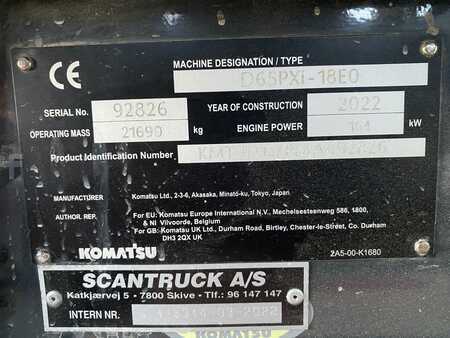 CE
MACHINE DESIGNATION / TYPE
D65PXi-18E0
SERIAL No. 92826 YEAR OF CONSTRUCTION 2022
OPERATING MASS 21690 kg ENGINE POWER 164 kW
Product Identification Number
MANUFACTURER Komatsu Ltd., 2-3-6, Akasaka, Minato-ku, Tokyo, Japan
AUTHOR. REP. For EU: Komatsu Europe International N.V., Mechelsesteenweg 586, 1800,
& NI Vilvoorde, Belgium
For GB: Komatsu UK Ltd., Durham Road, Birtley, Chester-le-Street, Co. Durham
DH3 2QX UK
KOMATSU 2A5-00-K1680
SCANTRUCK A/S
Katkjærvej 5 - 7800 Skive - Tlf.: 96 147 147
INTERN NR.
KOMATSU